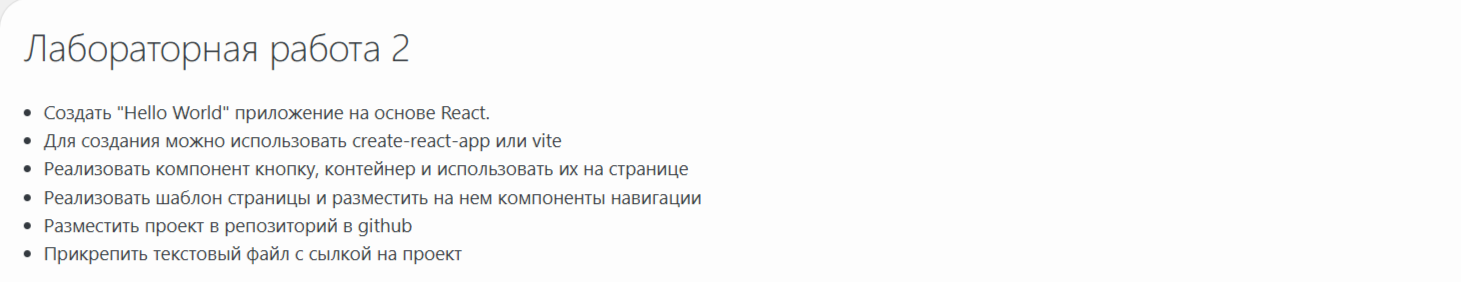 Лабораторная работа 2
• Создать "Hello World" приложение на основе React.
• Для создания можно использовать create-react-app или vite
• Реализовать компонент кнопку, контейнер и использовать их на странице
• Реализовать шаблон страницы и разместить на нем компоненты навигации
• Разместить проект в репозиторий в github
• Прикрепить текстовый файл с сылкой на проект